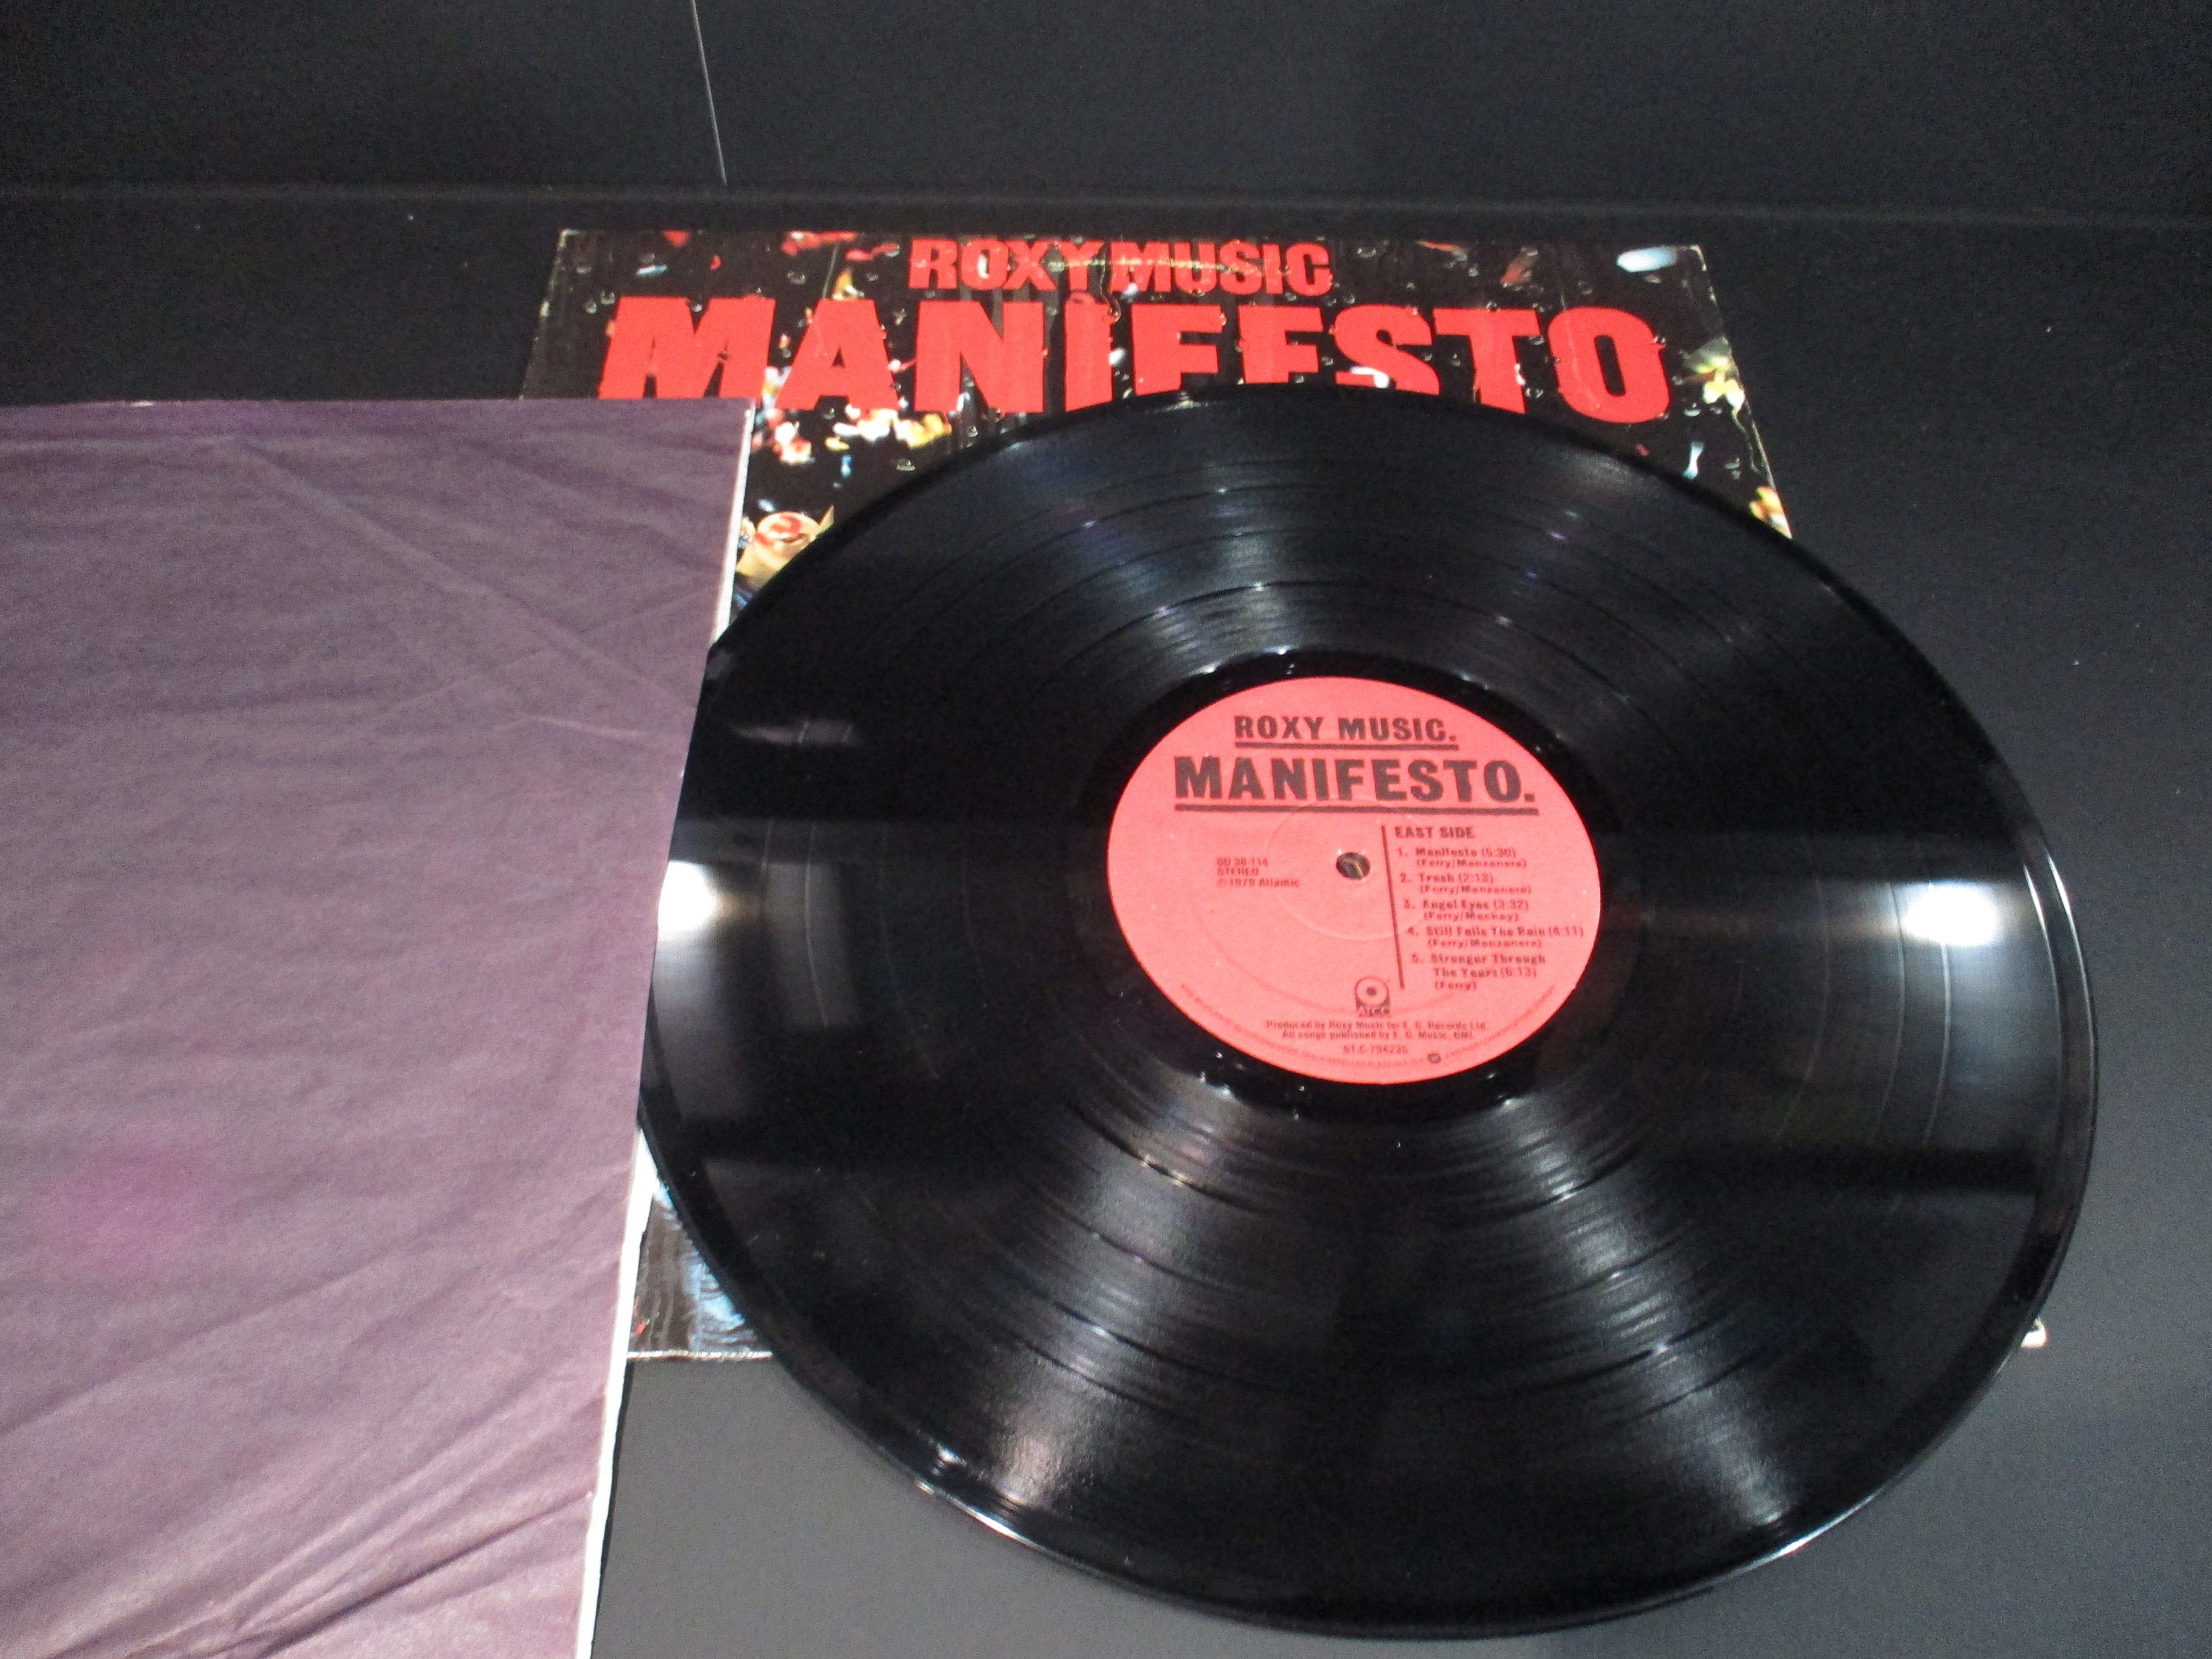 ROXY MUSIC
MANIFESTO
ROXY MUSIC.
MANIFESTO.
EAST SIDE
SD 38-114
STEREO
℗ 1979 Atlantic
1. Manifesto (5:30)
(Ferry/Manzanera)
2. Trash (2:13)
(Ferry/Manzanera)
3. Angel Eyes (3:32)
(Ferry/Mackay)
4. Still Falls The Rain (4:11)
(Ferry/Manzanera)
5. Stronger Through
The Years (6:13)
(Ferry)
ATCO
Produced by Roxy Music for E. G. Records Ltd.
All songs published by E. G. Music, BMI.
ST-C-794235